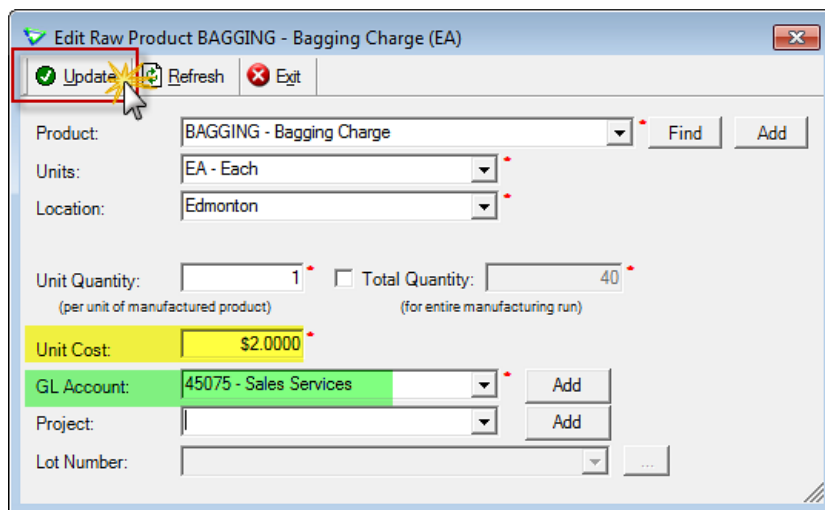 Edit Raw Product BAGGING - Bagging Charge (EA)
Update Refresh Exit
Product: BAGGING - Bagging Charge * Find Add
Units: EA - Each *
Location: Edmonton *
Unit Quantity: 1 * Total Quantity: 40 *
(per unit of manufactured product) (for entire manufacturing run)
Unit Cost: $2.0000 *
GL Account: 45075 - Sales Services * Add
Project: Add
Lot Number: ...